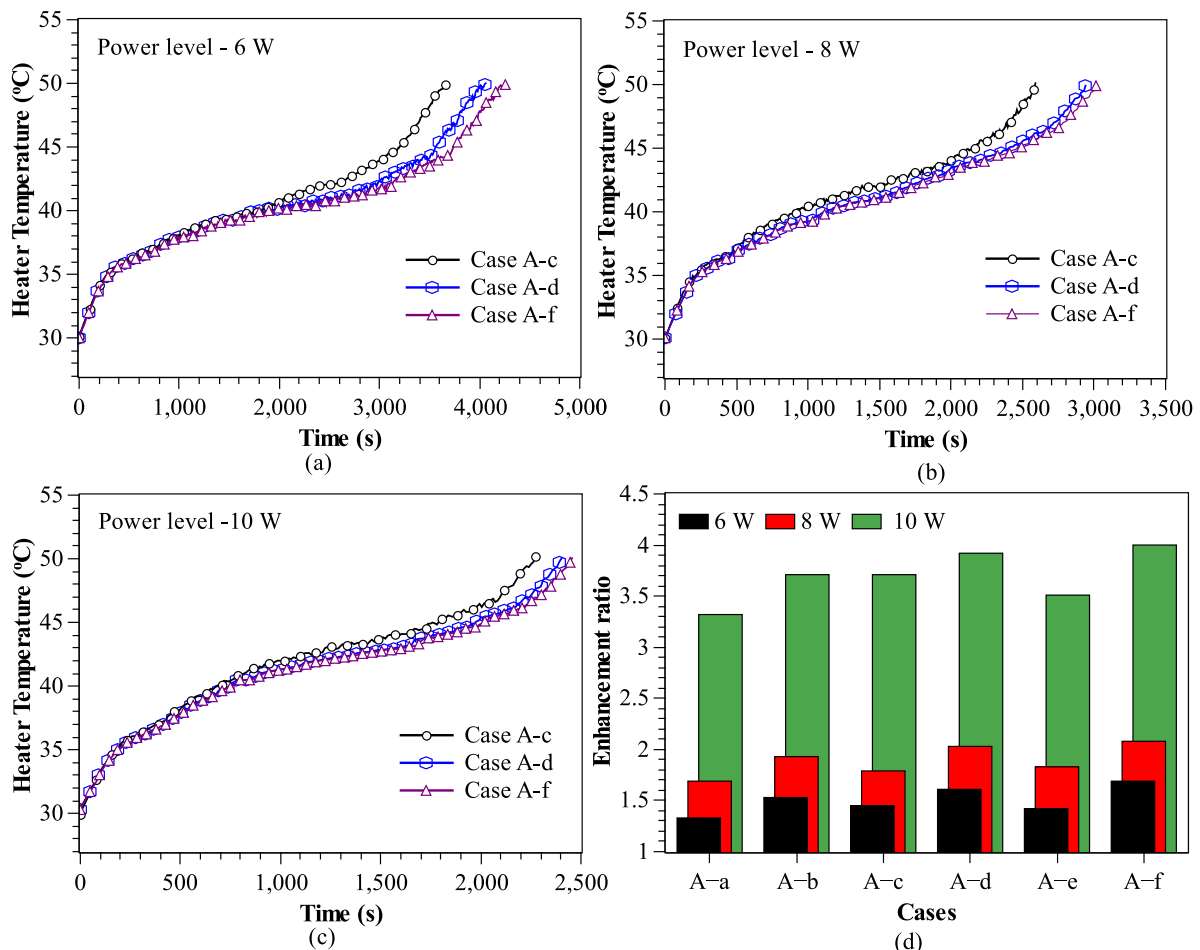 55
50
45
40
35
30
Heater Temperature (ºC)
Power level - 6 W
Case A-c
Case A-d
Case A-f
0 1,000 2,000 3,000 4,000 5,000
Time (s)
(a)
55
50
45
40
35
30
Heater Temperature (ºC)
Power level - 8 W
Case A-c
Case A-d
Case A-f
0 500 1,000 1,500 2,000 2,500 3,000 3,500
Time (s)
(b)
55
50
45
40
35
30
Heater Temperature (ºC)
Power level -10 W
Case A-c
Case A-d
Case A-f
0 500 1,000 1,500 2,000 2,500
Time (s)
(c)
4.5
4
3.5
3
2.5
2
1.5
1
Enhancement ratio
6 W 8 W 10 W
A−a A−b A−c A−d A−e A−f
Cases
(d)